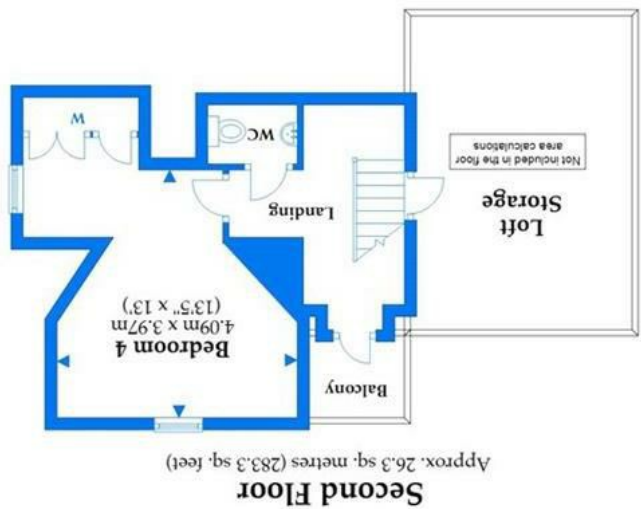 Second Floor
Approx. 26.3 sq. metres (283.3 sq. feet)
Balcony
Bedroom 4
4.09m x 3.97m
(13'5" x 13')
Loft
Storage
Not included in the floor
area calculations
Landing
WC
W